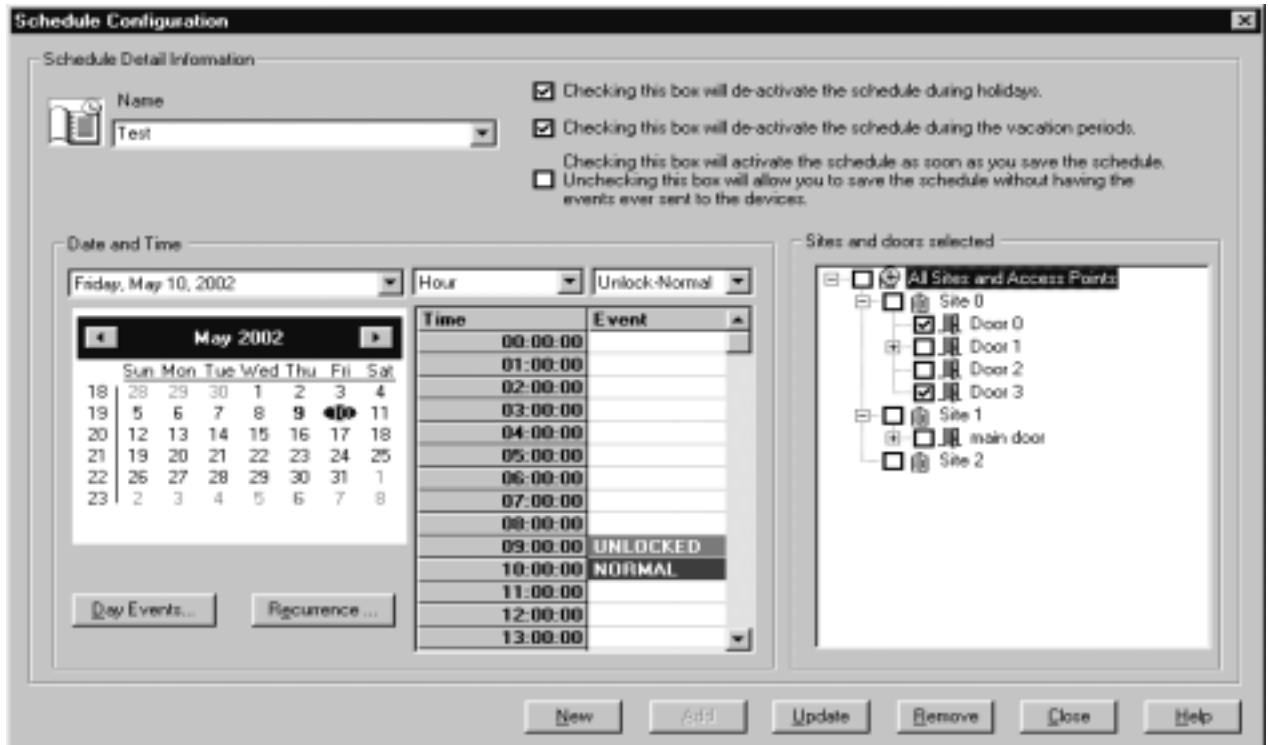 Schedule Configuration
Schedule Detail Information
Name
Test
Checking this box will de-activate the schedule during holidays.
Checking this box will de-activate the schedule during the vacation periods.
Checking this box will activate the schedule as soon as you save the schedule.
Unchecking this box will allow you to save the schedule without having the
events ever sent to the devices.
Date and Time
Friday, May 10, 2002
Hour
Unlock-Normal
May 2002
Sun Mon Tue Wed Thu Fri Sat
18 28 29 30 1 2 3 4
19 5 6 7 8 9 10 11
20 12 13 14 15 16 17 18
21 19 20 21 22 23 24 25
22 26 27 28 29 30 31 1
23 2 3 4 5 6 7 8
Day Events...
Recurrence ...
Time Event
00:00:00
01:00:00
02:00:00
03:00:00
04:00:00
05:00:00
06:00:00
07:00:00
08:00:00
09:00:00 UNLOCKED
10:00:00 NORMAL
11:00:00
12:00:00
13:00:00
Sites and doors selected
All Sites and Access Points
Site 0
Door 0
Door 1
Door 2
Door 3
Site 1
main door
Site 2
New
Add
Update
Remove
Close
Help